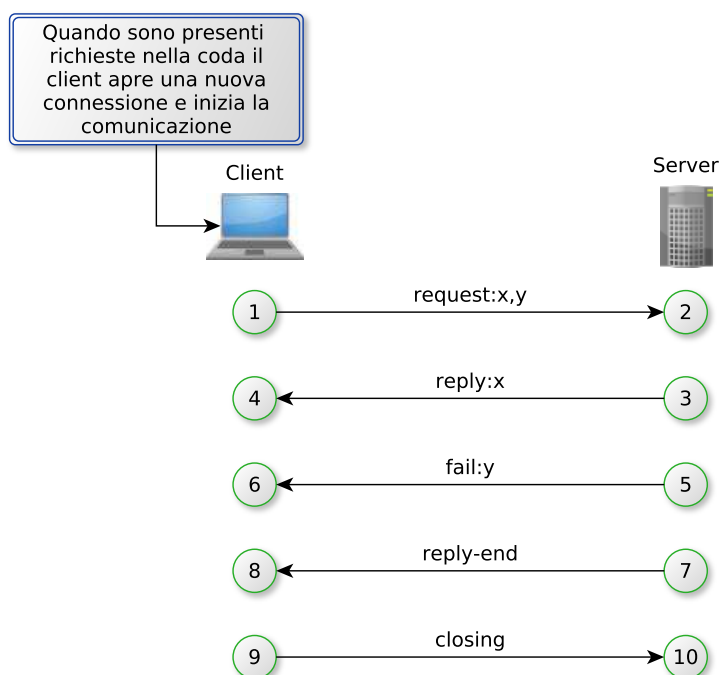 Quando sono presenti
richieste nella coda il
client apre una nuova
connessione e inizia la
comunicazione
Client
Server
request:x,y
1
2
reply:x
4
3
fail:y
6
5
reply-end
8
7
closing
9
10